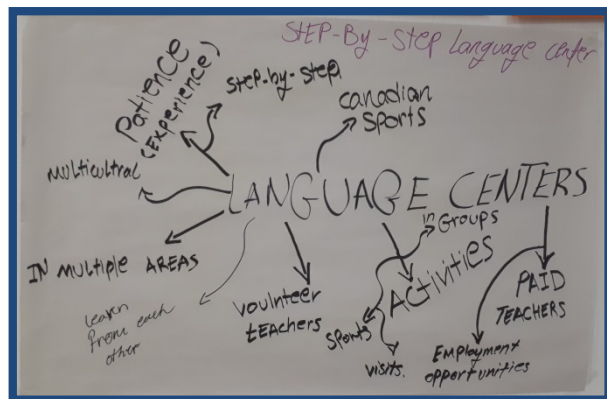 STEP-By-Step Language center
Patience
(Experience)
step-by-step
canadian
sports
multicultral
LANGUAGE CENTERS
in
Groups
IN multiple AREAS
Learn
from each
other
Voulnteer
tEACHERS
Activities
sports
visits.
PAID
TEACHERS
EMployment
opportunities